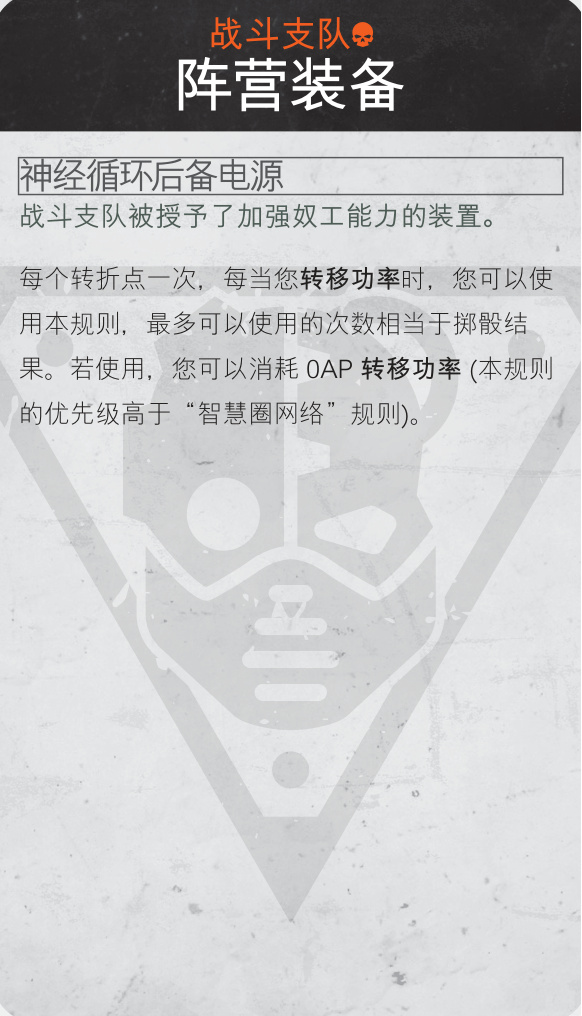 战斗支队
阵营装备
神经循环后备电源
战斗支队被授予了加强奴工能力的装置。
每个转折点一次，每当您转移功率时，您可以使
用本规则，最多可以使用的次数相当于掷骰结
果。若使用，您可以消耗 0AP 转移功率 (本规则
的优先级高于“智慧圈网络”规则)。